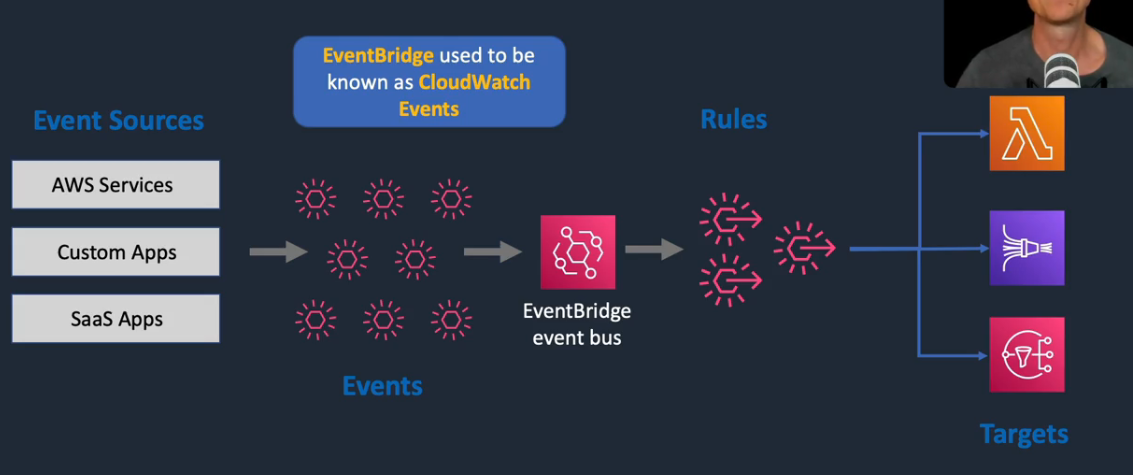 EventBridge used to be
known as CloudWatch
Events
Event Sources
Rules
AWS Services
Custom Apps
SaaS Apps
EventBridge
event bus
Events
Targets